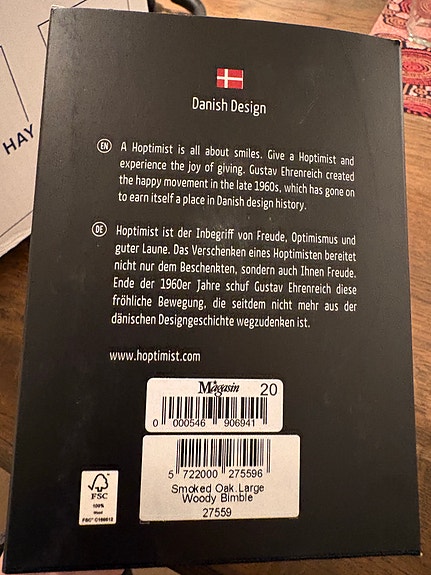 HAY
Danish Design
EN
A Hoptimist is all about smiles. Give a Hoptimist and
experience the joy of giving. Gustav Ehrenreich created
the happy movement in the late 1960s, which has gone on
to earn itself a place in Danish design history.
DE
Hoptimist ist der Inbegriff von Freude, Optimismus und
guter Laune. Das Verschenken eines Hoptimisten bereitet
nicht nur dem Beschenkten, sondern auch Ihnen Freude.
Ende der 1960er Jahre schuf Gustav Ehrenreich diese
fröhliche Bewegung, die seitdem nicht mehr aus der
dänischen Designgeschichte wegzudenken ist.
www.hoptimist.com
Magasin 20
0 000546 906941
5 722000 275596
Smoked Oak.Large
Woody Bimble
27559
FSC
100%